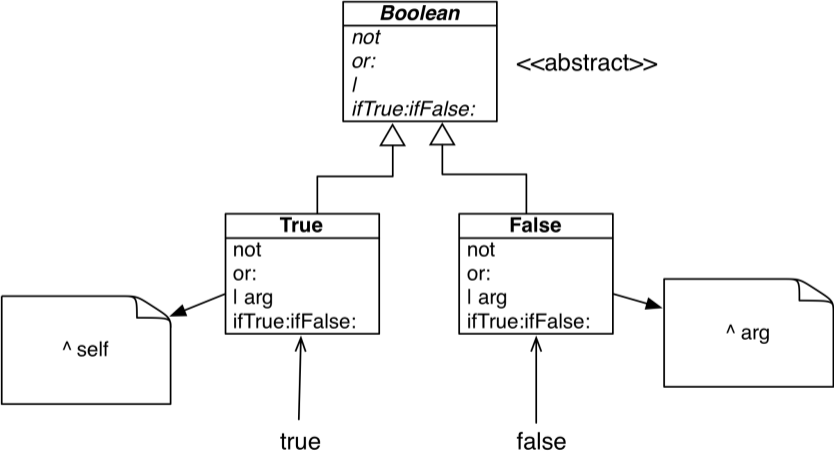 Boolean
not
or:
|
ifTrue:ifFalse:
<<abstract>>
True
not
or:
| arg
ifTrue:ifFalse:
False
not
or:
| arg
ifTrue:ifFalse:
^ self
^ arg
true
false